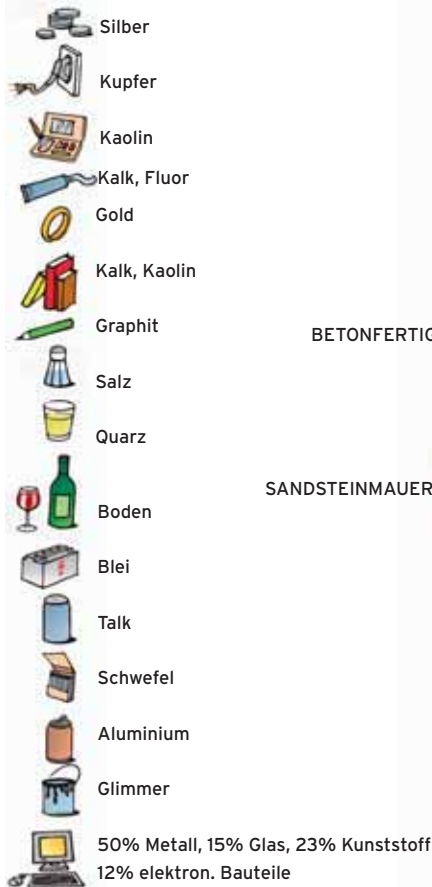 Silber
Kupfer
Kaolin
Kalk, Fluor
Gold
Kalk, Kaolin
Graphit
BETONFERTIG
Salz
Quarz
SANDSTEINMAUER
Boden
Blei
Talk
Schwefel
Aluminium
Glimmer
50% Metall, 15% Glas, 23% Kunststoff
12% elektron. Bauteile